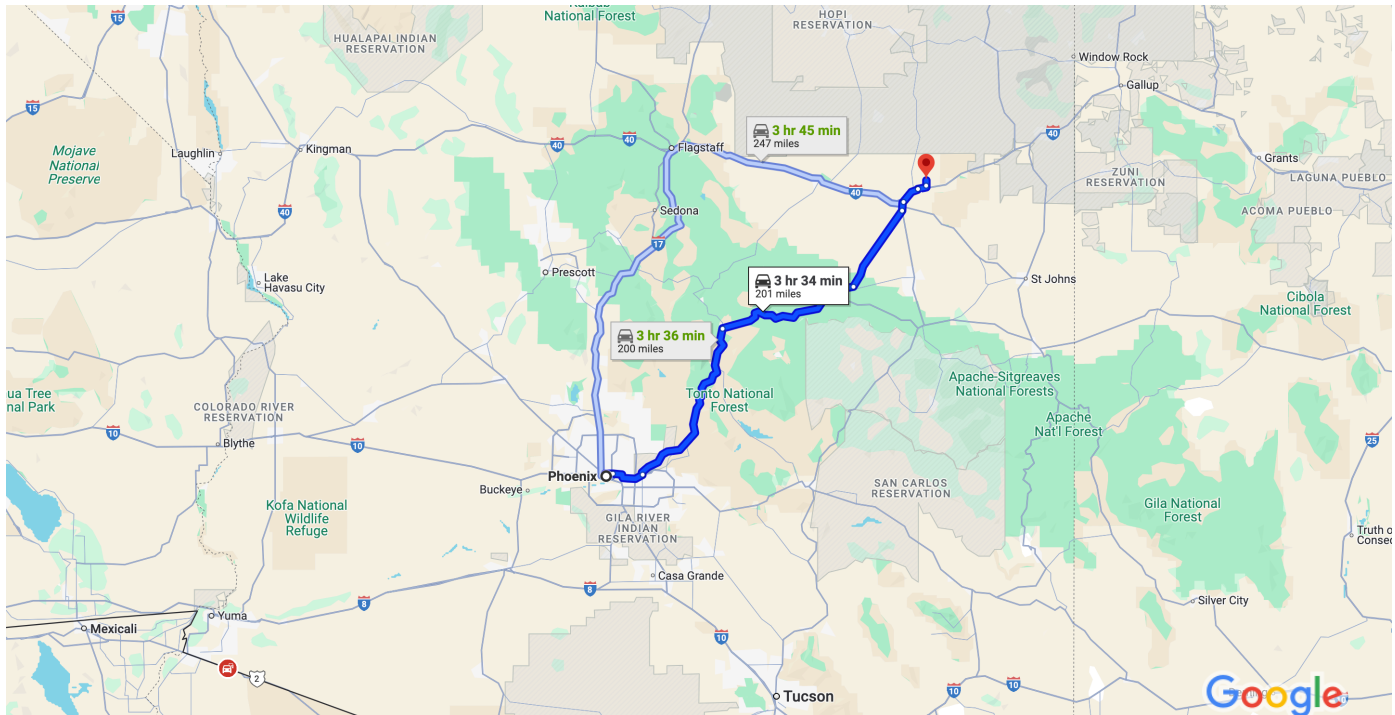 Kaibab
National Forest
HOPI
RESERVATION
15
HUALAPAI INDIAN
RESERVATION
Window Rock
Gallup
15
40
40
40
3 hr 45 min
247 miles
Mojave
National
Preserve
Laughlin
Kingman
Flagstaff
Grants
ZUNI
RESERVATION
LAGUNA PUEBLO
40
40
Sedona
ACOMA PUEBLO
17
Prescott
Lake
Havasu City
3 hr 34 min
201 miles
St Johns
Cibola
National Forest
3 hr 36 min
200 miles
Apache-Sitgreaves
National Forests
Tonto National
Forest
ua Tree
nal Park
COLORADO RIVER
RESERVATION
Apache
Nat'l Forest
10
Blythe
10
25
Phoenix
Buckeye
SAN CARLOS
RESERVATION
Kofa National
Wildlife
Refuge
GILA RIVER
INDIAN
RESERVATION
Gila National
Forest
Truth o
Consec
Casa Grande
8
8
Silver City
Yuma
Mexicali
10
2
Tucson
10
10
10
Google